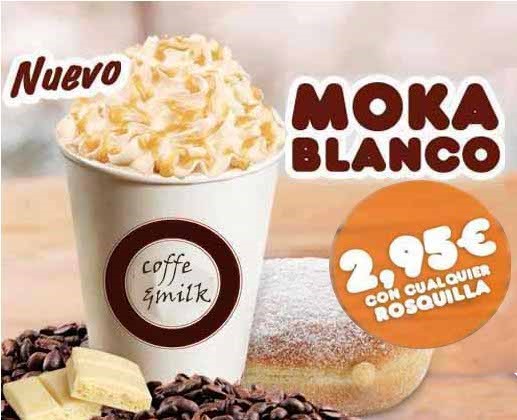 Nuevo
MOKA
BLANCO
2,95€
CON CUALQUIER
ROSQUILLA
coffe
&milk